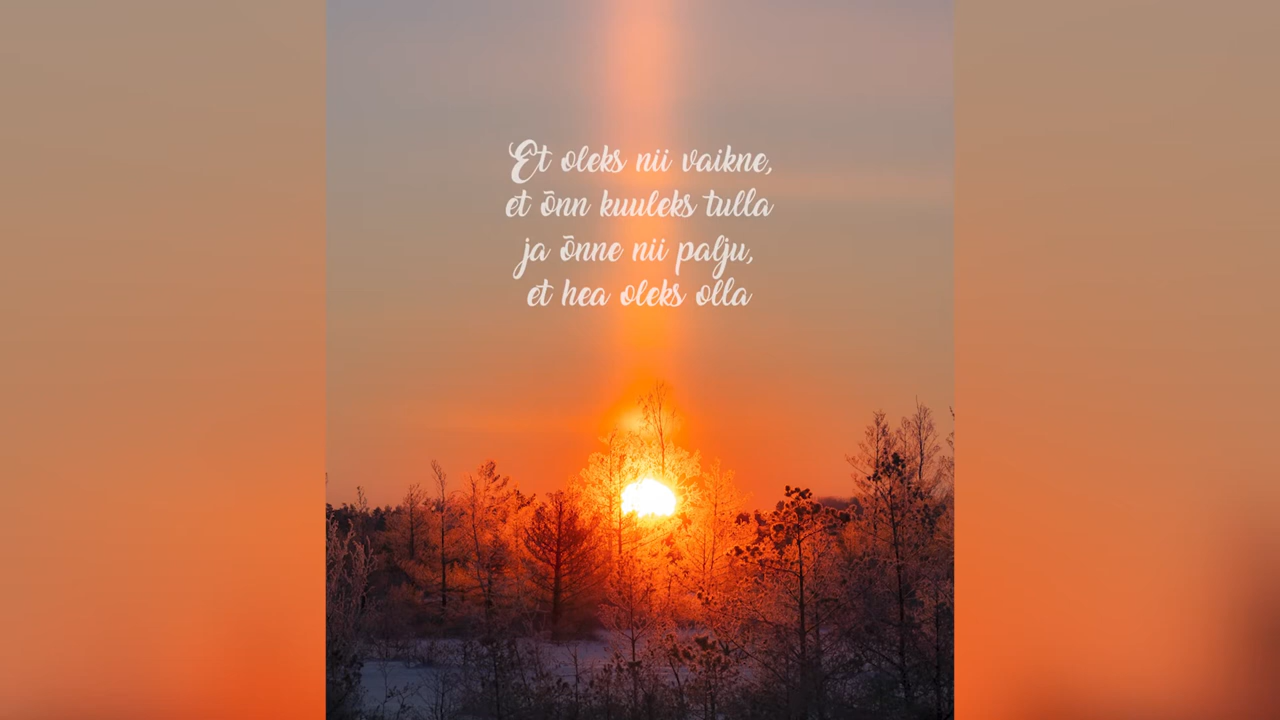 Et oleks nii vaikne,
et õnn kuuleks tulla
ja õnne nii palju,
et hea oleks olla